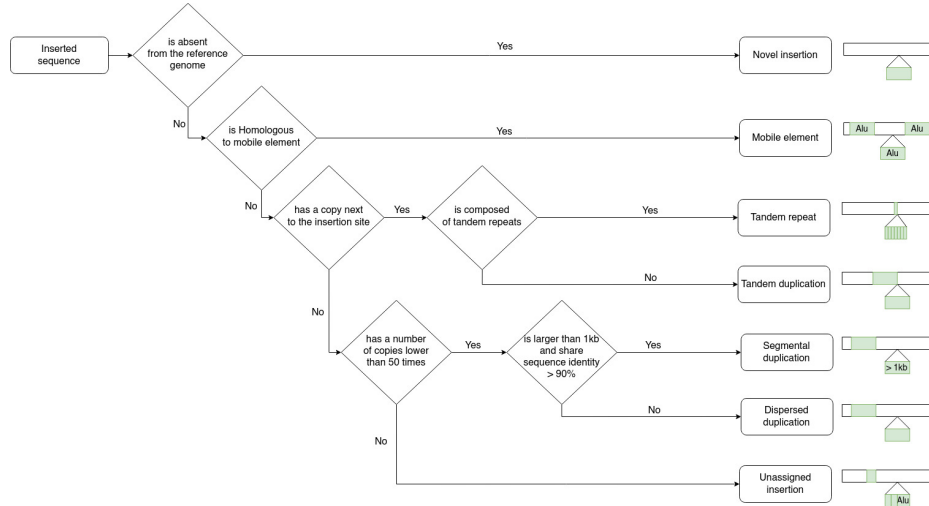 Inserted
sequence
is absent
from the reference
genome
Yes
Novel insertion
No
is Homologous
to mobile element
Yes
Mobile element
Alu
Alu
Alu
No
has a copy next
to the insertion site
Yes
is composed
of tandem repeats
Yes
Tandem repeat
No
Tandem duplication
No
has a number
of copies lower
than 50 times
Yes
is larger than 1kb
and share
sequence identity
> 90%
Yes
Segmental
duplication
> 1kb
No
Dispersed
duplication
No
Unassigned
insertion
Alu